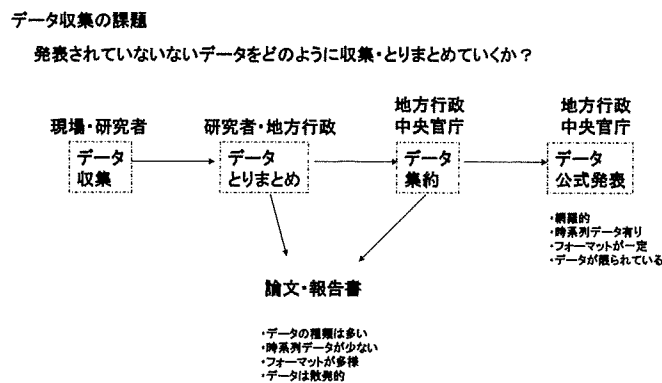 データ収集の課題
発表されていないないデータをどのように収集・とりまとめていくか？
現場・研究者
研究者・地方行政
地方行政
中央官庁
地方行政
中央官庁
データ
収集
データ
とりまとめ
データ
集約
データ
公式発表
・網羅的
・時系列データ有り
・フォーマットが一定
・データが限られている
論文・報告書
・データの種類は多い
・時系列データが少ない
・フォーマットが多様
・データは散発的